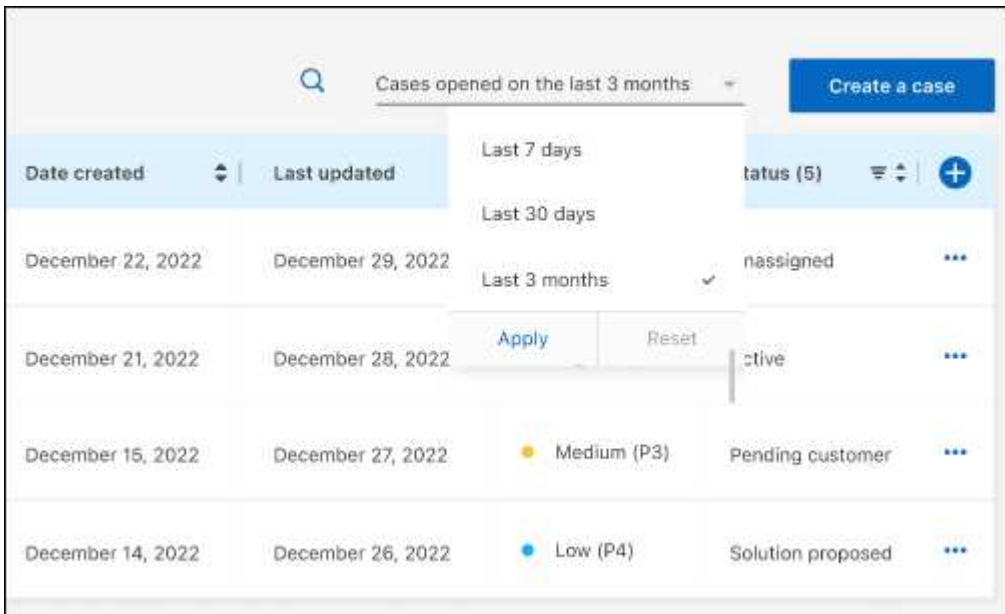 Cases opened on the last 3 months
Create a case
Last 7 days
Last 30 days
Last 3 months
Apply Reset
Date created Last updated tatus (5)
December 22, 2022 December 29, 2022 nassigned
December 21, 2022 December 28, 2022 ctive
December 15, 2022 December 27, 2022 Medium (P3) Pending customer
December 14, 2022 December 26, 2022 Low (P4) Solution proposed